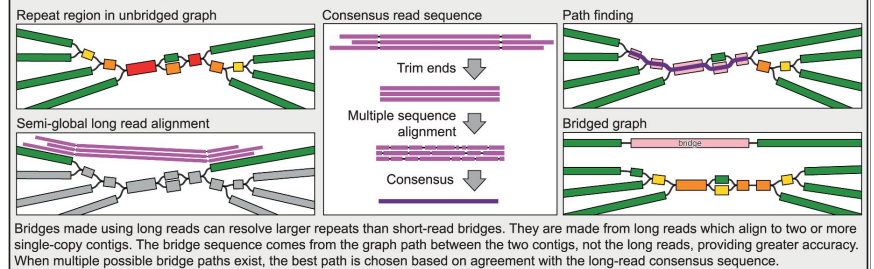 Repeat region in unbridged graph
Semi-global long read alignment
Consensus read sequence
Trim ends
Multiple sequence
alignment
Consensus
Path finding
Bridged graph
bridge
Bridges made using long reads can resolve larger repeats than short-read bridges. They are made from long reads which align to two or more
single-copy contigs. The bridge sequence comes from the graph path between the two contigs, not the long reads, providing greater accuracy.
When multiple possible bridge paths exist, the best path is chosen based on agreement with the long-read consensus sequence.